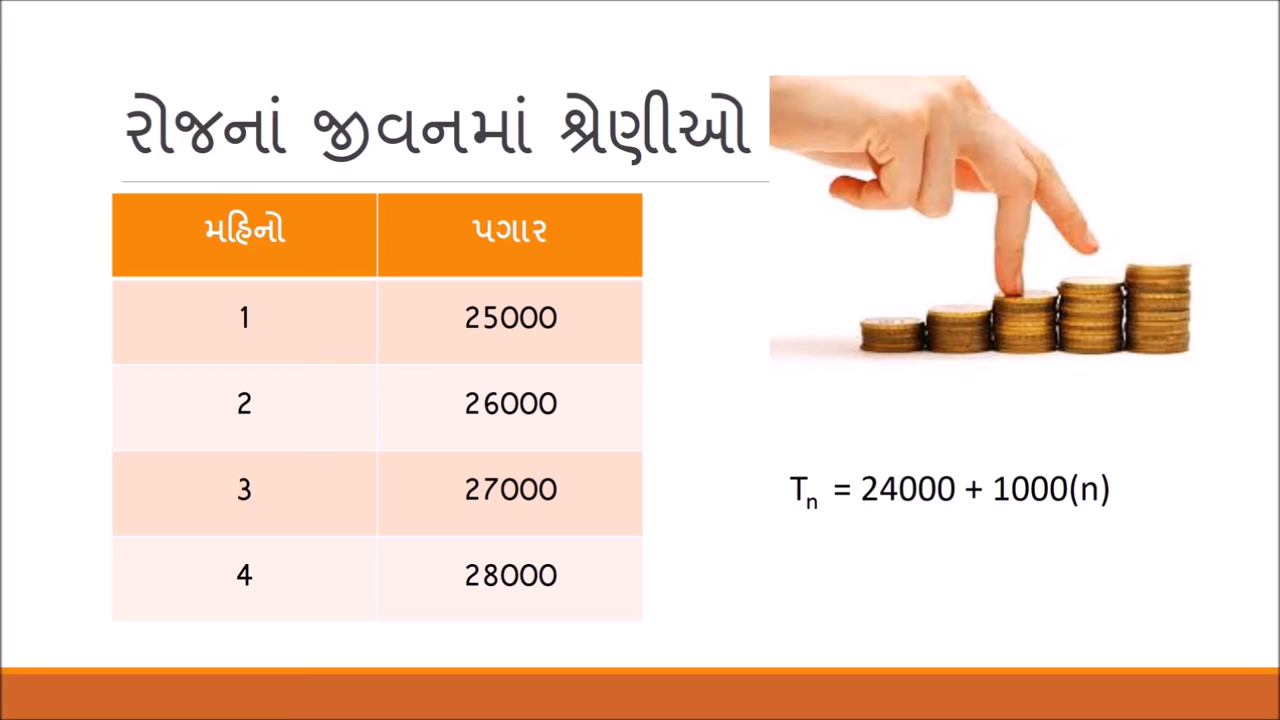 રોજનાં જીવનમાં શ્રેણીઓ
મહિનો પગાર
1 25000
2 26000
3 27000
4 28000
Tn = 24000 + 1000(n)